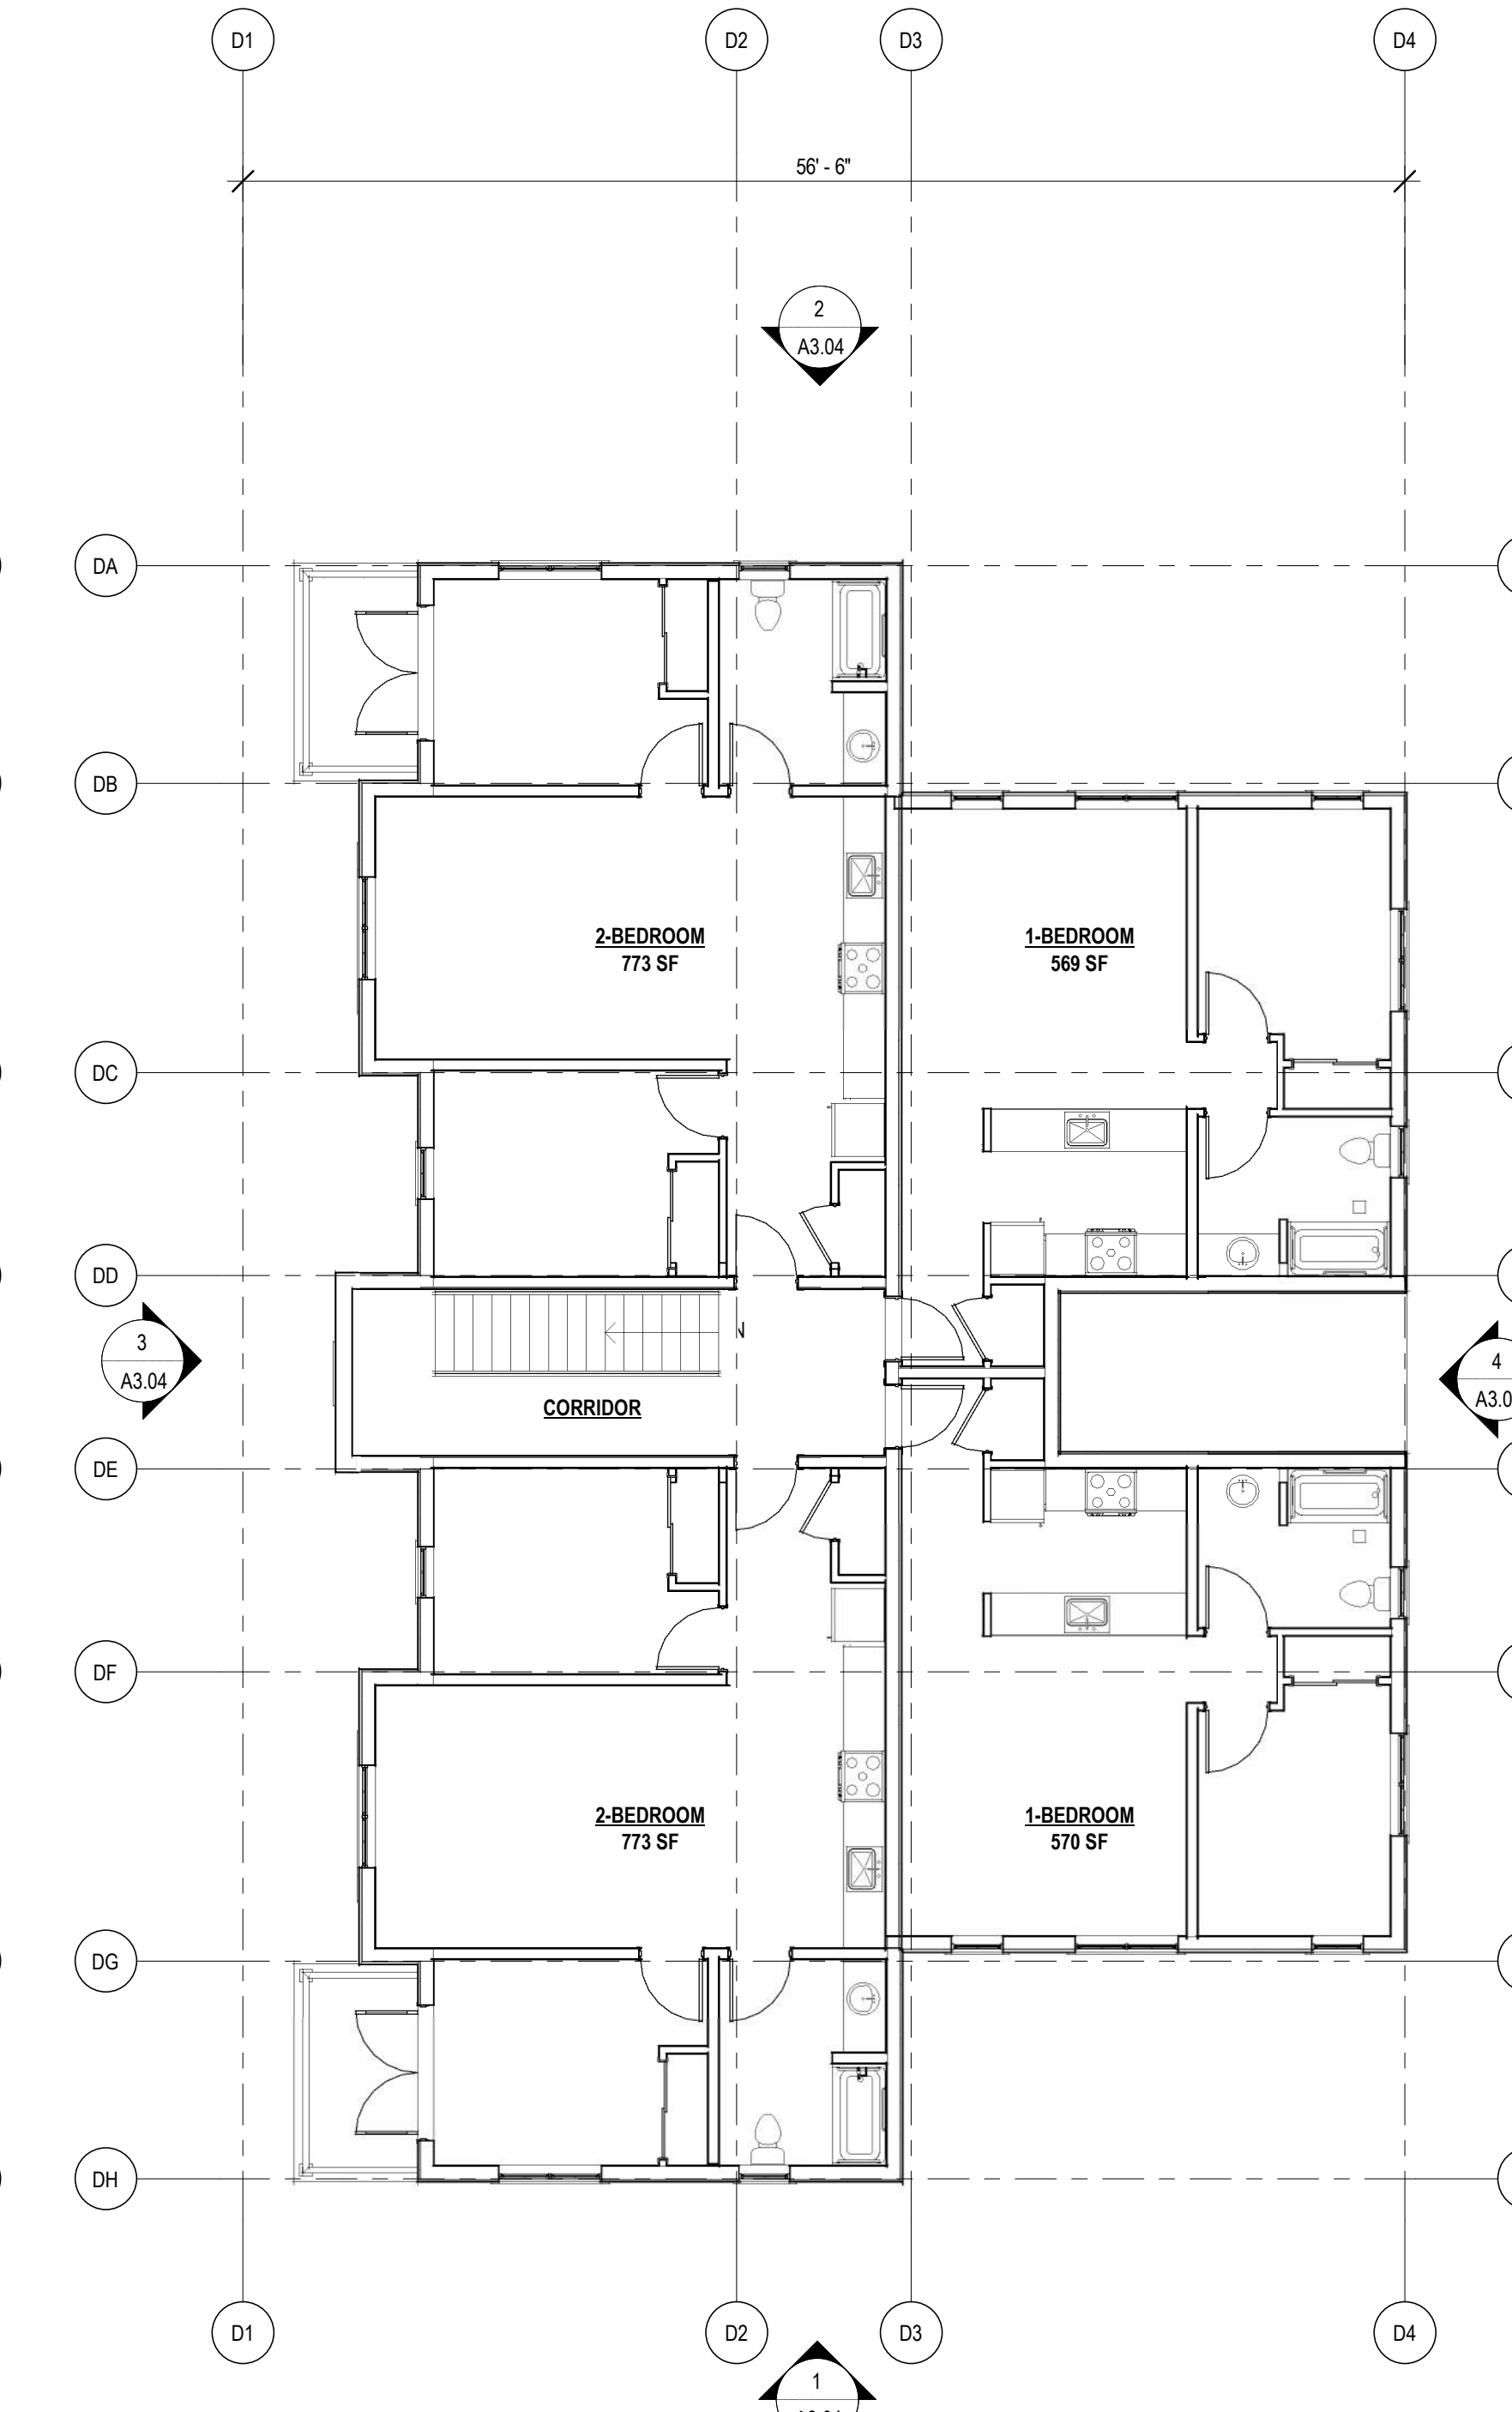 D1
D2
D3
D4
56' - 6"
2
A3.04
DA
DB
2-BEDROOM
773 SF
1-BEDROOM
569 SF
DC
DD
3
A3.04
CORRIDOR
4
DE
DF
2-BEDROOM
773 SF
1-BEDROOM
570 SF
DG
DH
D1
D2
D3
D4
1